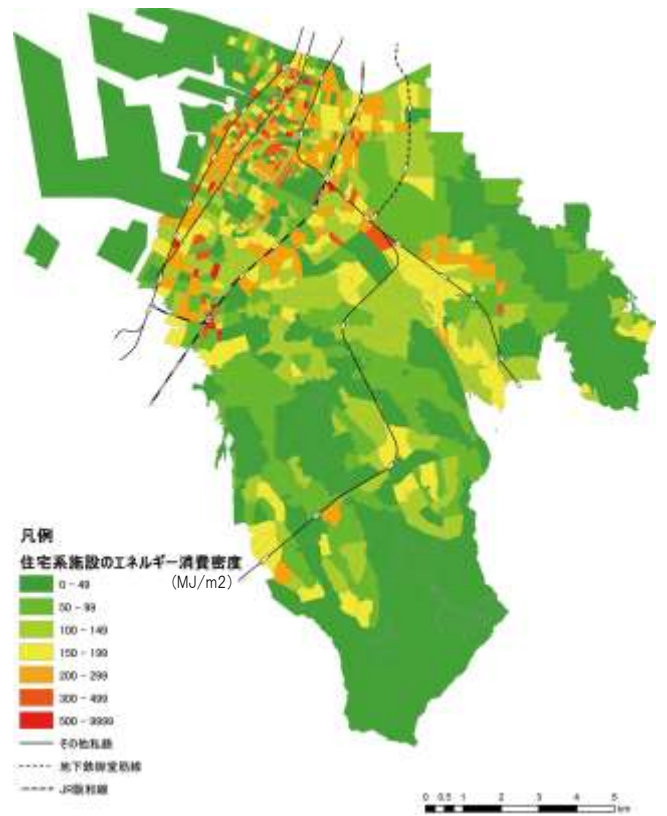 凡例
住宅系施設のエネルギー消費密度
(MJ/m2)
0 - 49
50 - 99
100 - 149
150 - 199
200 - 299
300 - 499
500 - 9999
その他私鉄
地下鉄御堂筋線
JR阪和線
0 0.5 1 2 3 4 5
km